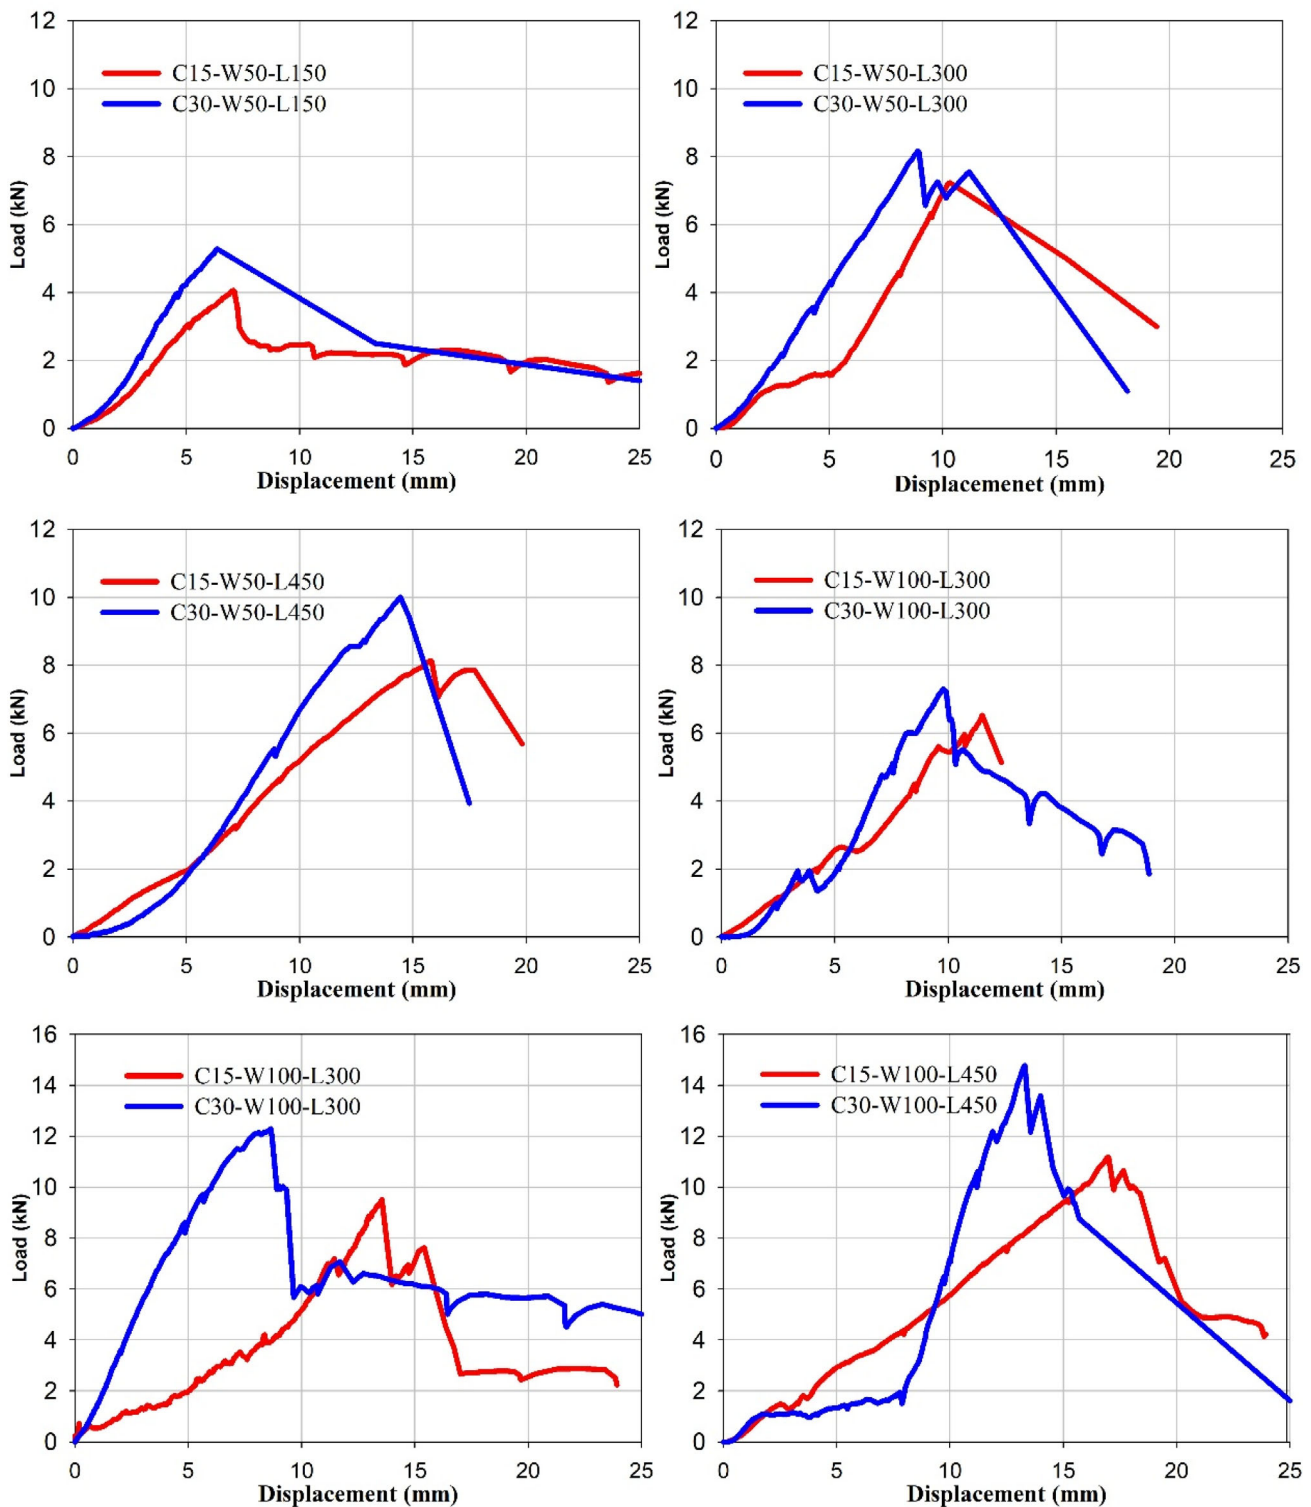 12
10
8
6
4
2
0
Load (kN)
C15-W50-L150
C30-W50-L150
0 5 10 15 20 25
Displacement (mm)
12
10
8
6
4
2
0
Load (kN)
C15-W50-L300
C30-W50-L300
0 5 10 15 20 25
Displacemenet (mm)
12
10
8
6
4
2
0
Load (kN)
C15-W50-L450
C30-W50-L450
0 5 10 15 20 25
Displacement (mm)
12
10
8
6
4
2
0
Load (kN)
C15-W100-L300
C30-W100-L300
0 5 10 15 20 25
Displacement (mm)
16
14
12
10
8
6
4
2
0
Load (kN)
C15-W100-L300
C30-W100-L300
0 5 10 15 20 25
Displacement (mm)
16
14
12
10
8
6
4
2
0
Load (kN)
C15-W100-L450
C30-W100-L450
0 5 10 15 20 25
Displacement (mm)